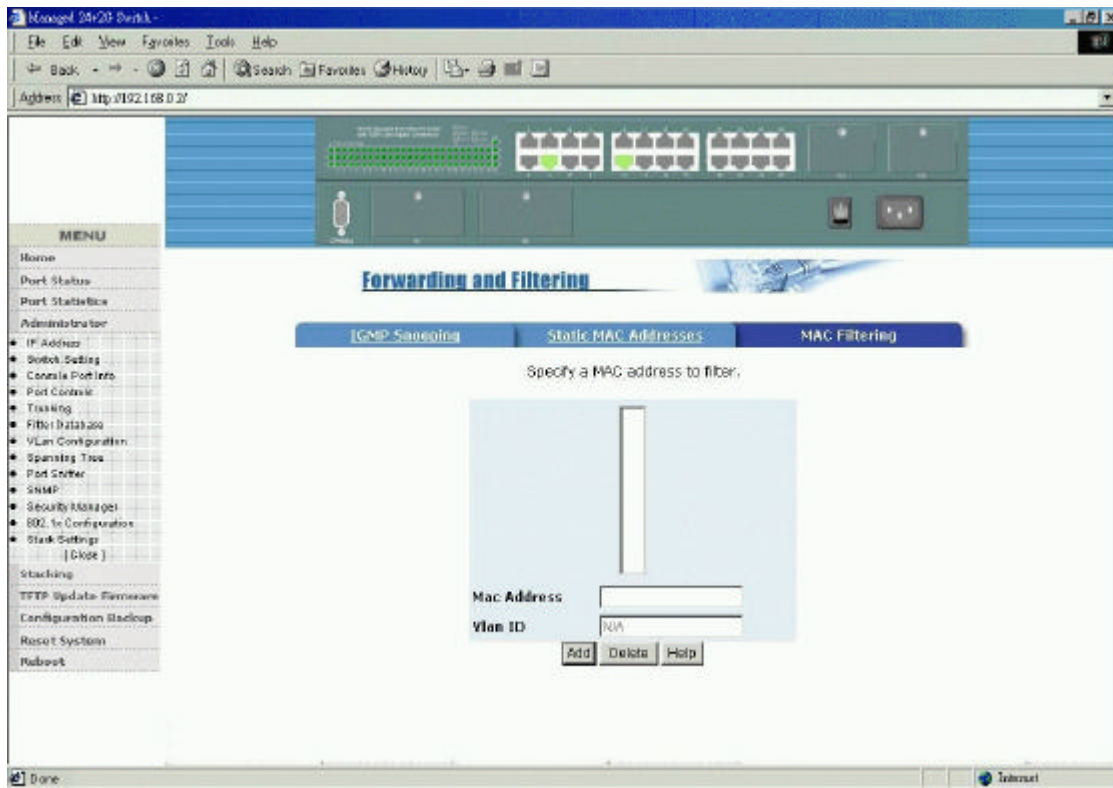 Managed 24+2G Switch -
File Edit View Favorites Tools Help
Back Search Favorites History
Address http://192.168.0.2/
MENU
Home
Port Status
Port Statistics
Administrator
IP Address
Switch Setting
Console Port Info
Port Controls
Trunking
Filter Database
VLan Configuration
Spanning Tree
Port Sniffer
SNMP
Security Manager
802.1x Configuration
Stack Settings
[Close]
Stacking
TFTP Update Firmware
Configuration Backup
Reset System
Reboot
Forwarding and Filtering
IGMP Snooping Static MAC Addresses MAC Filtering
Specify a MAC address to filter.
Mac Address
Vlan ID N/A
Add Delete Help
Done Internet